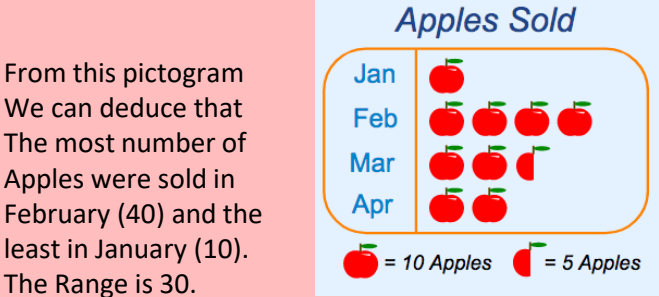 From this pictogram
We can deduce that
The most number of
Apples were sold in
February (40) and the
least in January (10).
The Range is 30.
Apples Sold
Jan
Feb
Mar
Apr
= 10 Apples
= 5 Apples